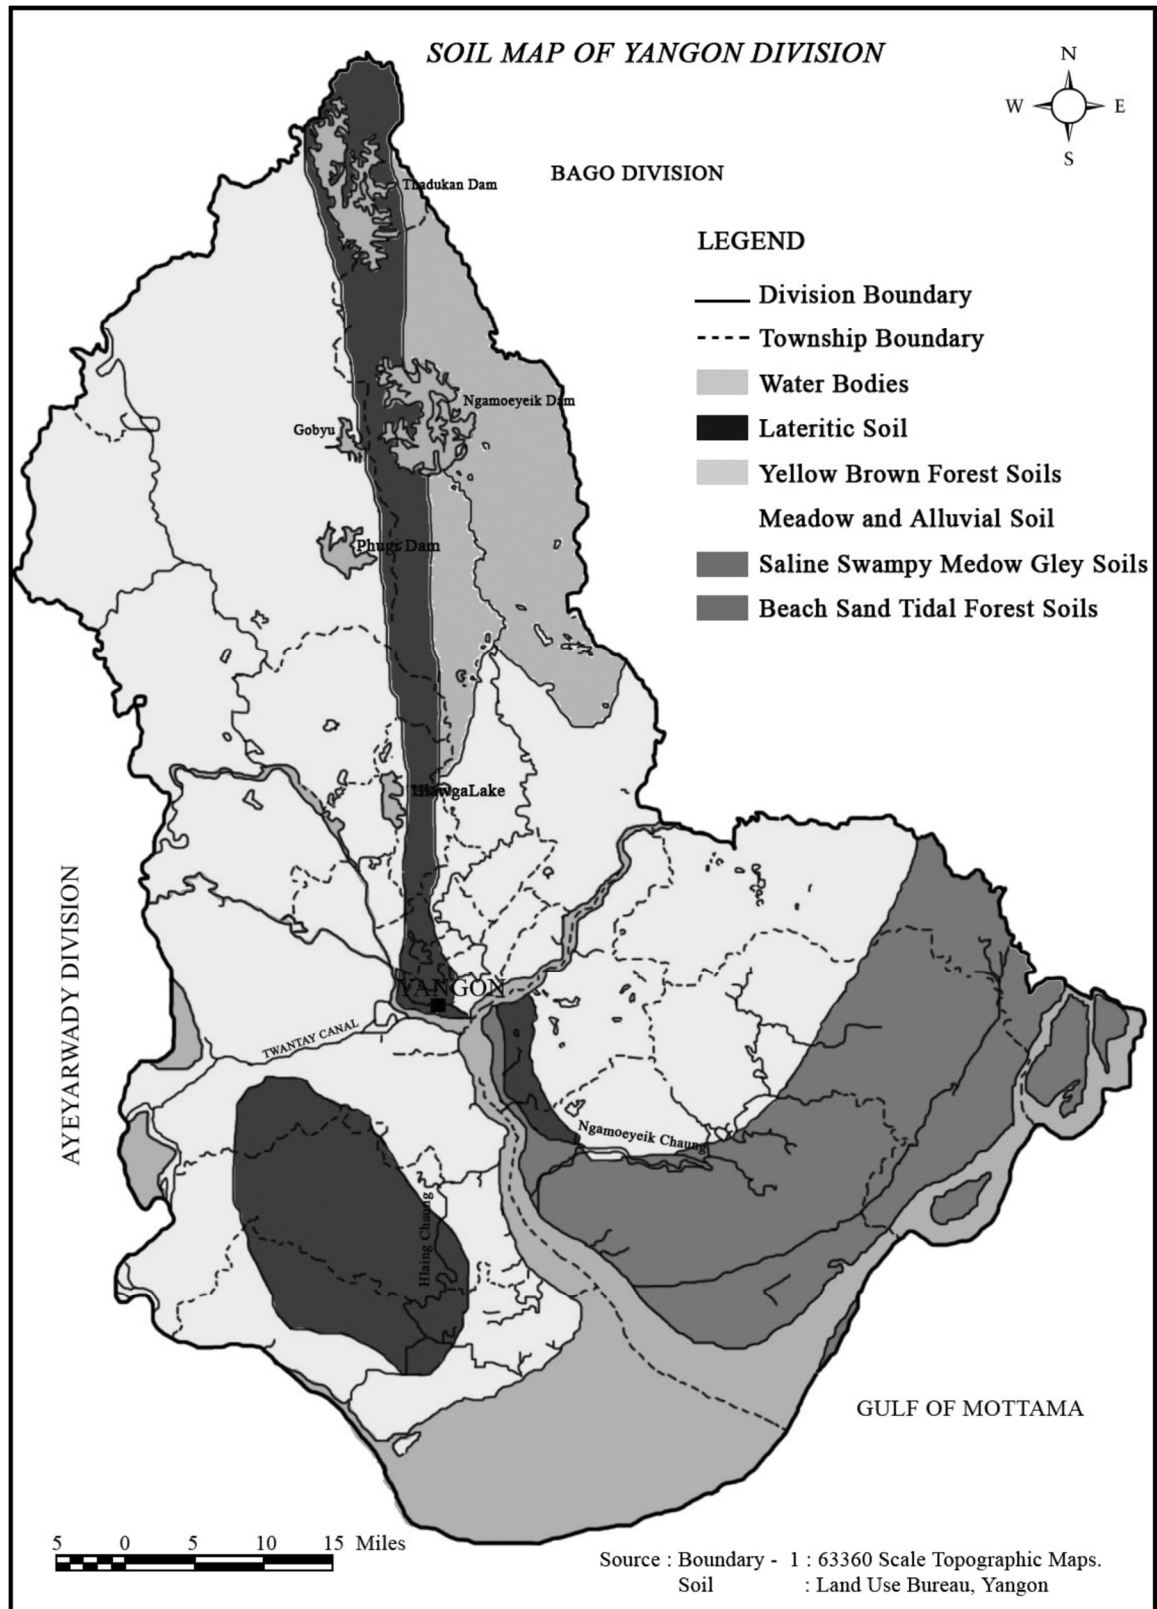 SOIL MAP OF YANGON DIVISION
N
W E
S
BAGO DIVISION
Thadukan Dam
LEGEND
Division Boundary
Township Boundary
Water Bodies
Lateritic Soil
Yellow Brown Forest Soils
Meadow and Alluvial Soil
Saline Swampy Medow Gley Soils
Beach Sand Tidal Forest Soils
Ngamoeyeik Dam
Gobyu
Phugi Dam
HlawgaLake
AYEYARWADY DIVISION
YANGON
TWANTAY CANAL
Ngamoeyeik Chaung
Hlaing Chaung
GULF OF MOTTAMA
5 0 5 10 15 Miles
Source : Boundary - 1 : 63360 Scale Topographic Maps.
Soil : Land Use Bureau, Yangon